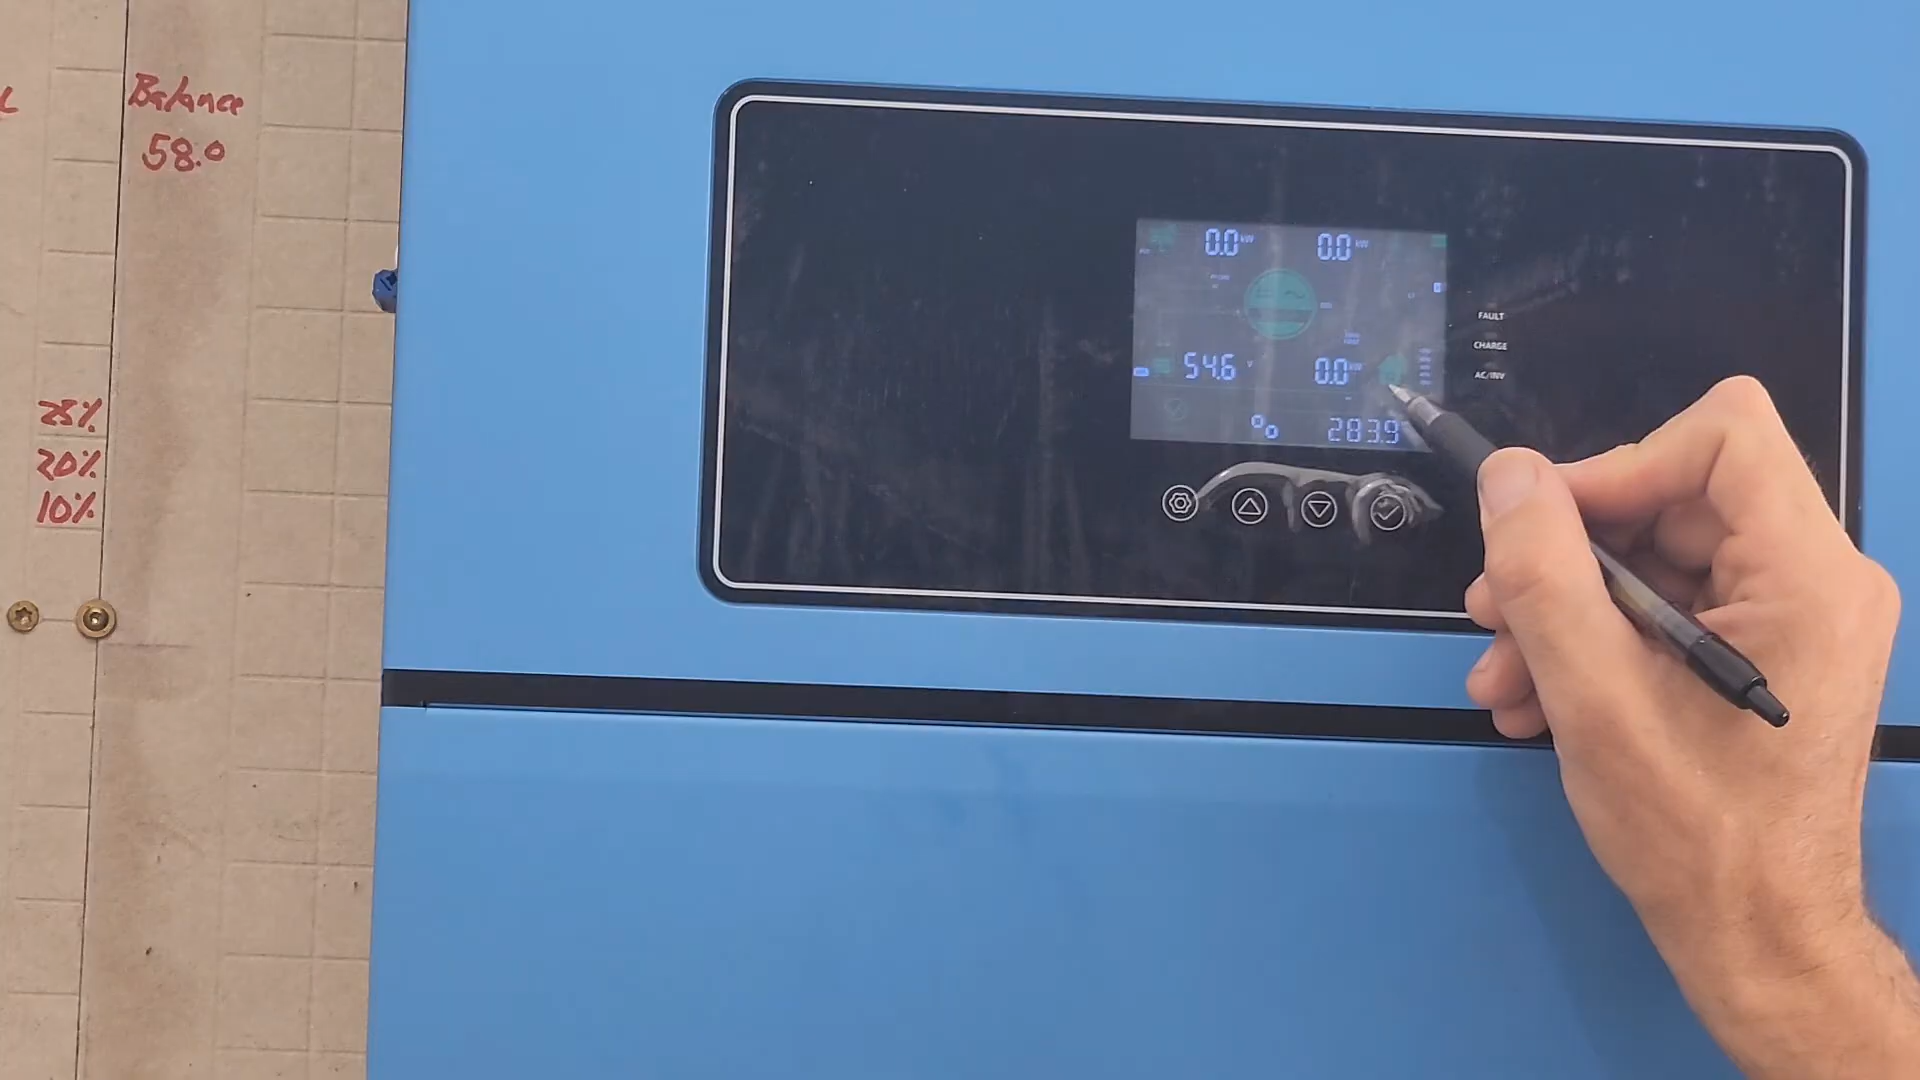 Balance
58.0
25%
20%
10%
0.0 kW
0.0 kW
54.6 V
0.0 kW
283.9
FAULT
CHARGE
AC/INV